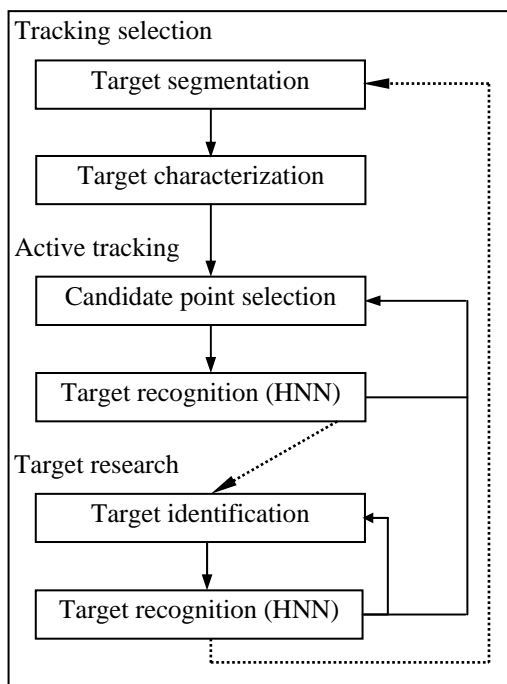 Tracking selection
Target segmentation
Target characterization
Active tracking
Candidate point selection
Target recognition (HNN)
Target research
Target identification
Target recognition (HNN)